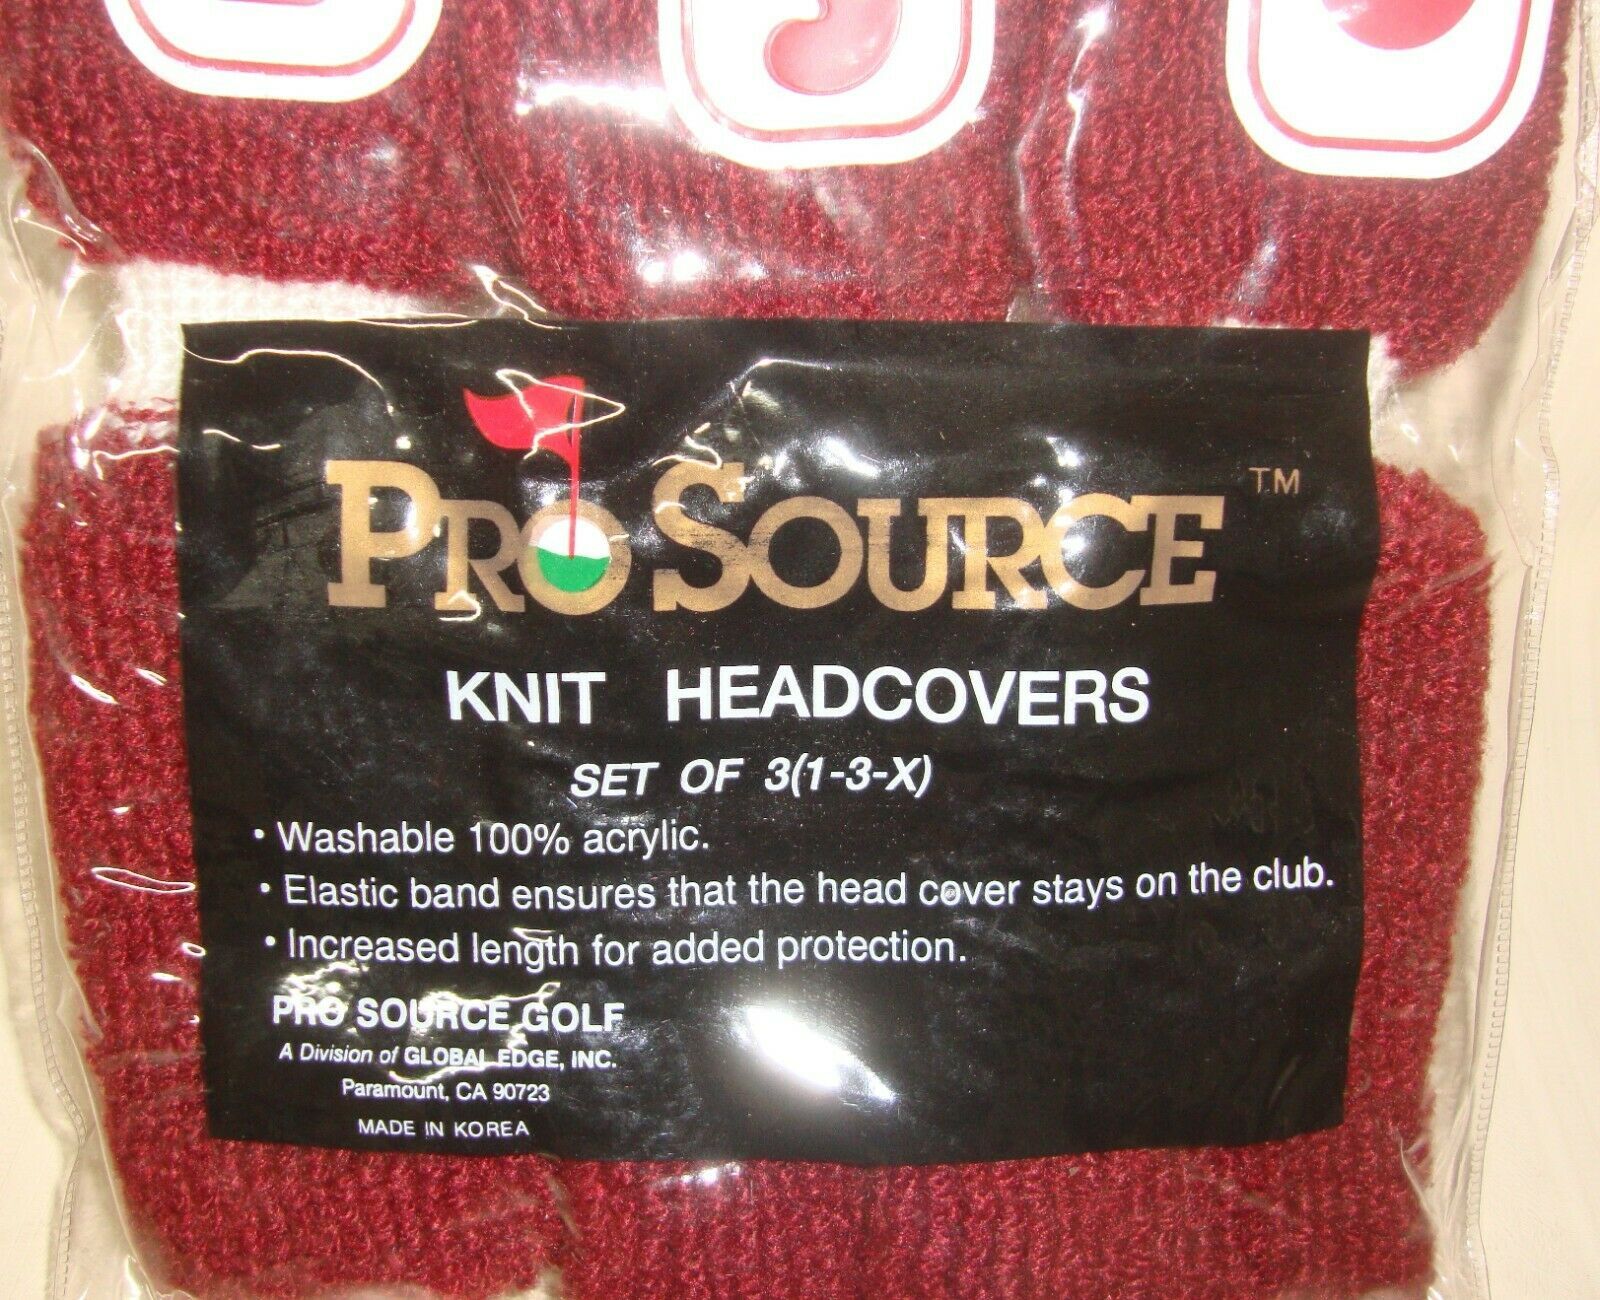 PRO SOURCE ™
KNIT HEADCOVERS
SET OF 3(1-3-X)
• Washable 100% acrylic.
• Elastic band ensures that the head cover stays on the club.
• Increased length for added protection.
PRO SOURCE GOLF
A Division of GLOBAL EDGE, INC.
Paramount, CA 90723
MADE IN KOREA